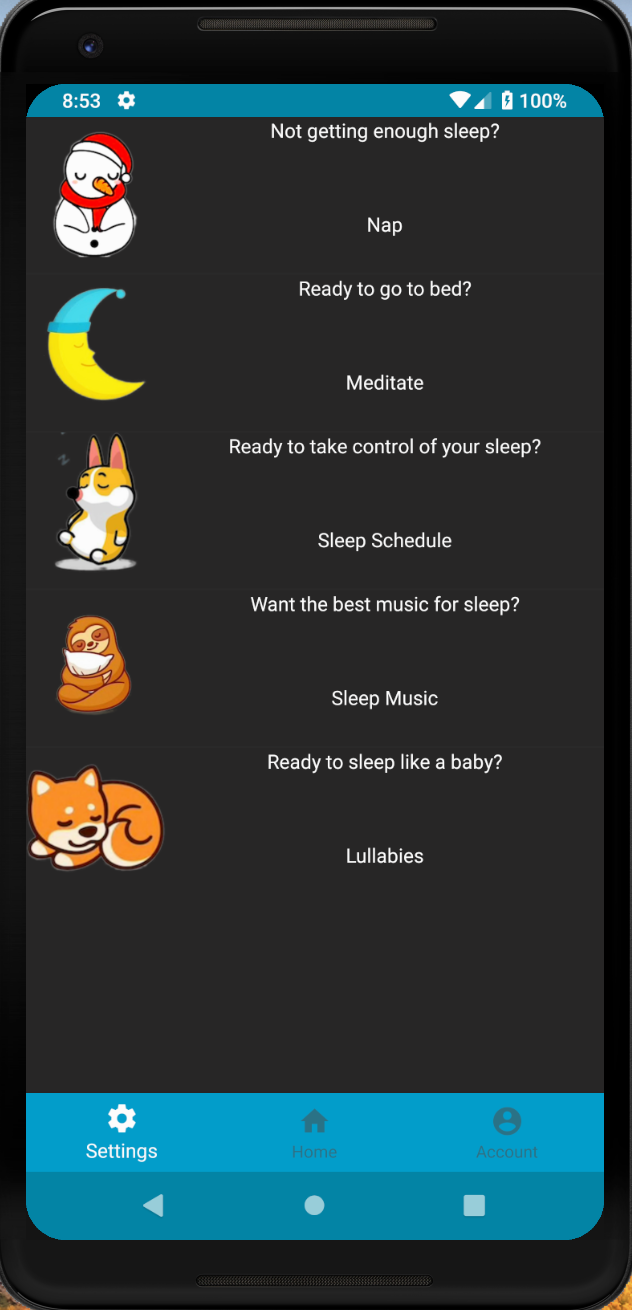 8:53
100%
Not getting enough sleep?
Nap
Ready to go to bed?
Meditate
Ready to take control of your sleep?
Sleep Schedule
Want the best music for sleep?
Sleep Music
Ready to sleep like a baby?
Lullabies
Settings
Home
Account